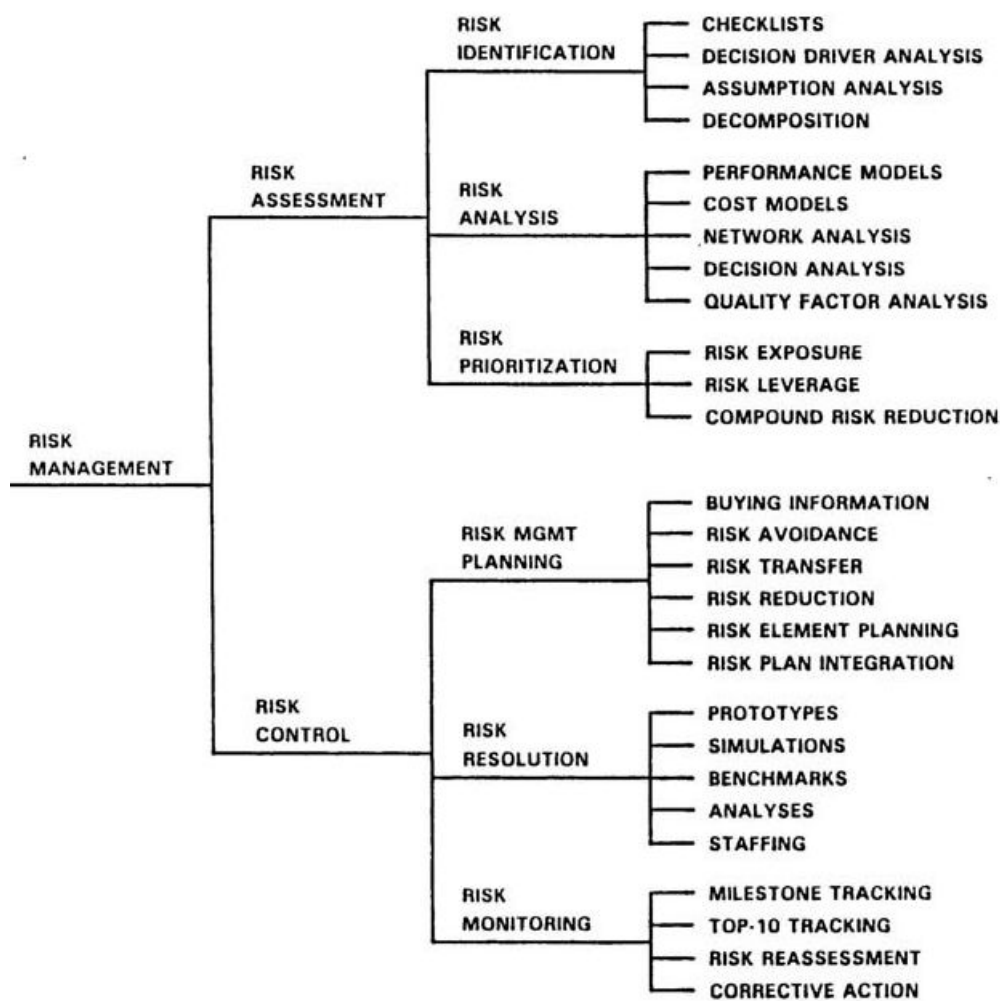 RISK
IDENTIFICATION
CHECKLISTS
DECISION DRIVER ANALYSIS
ASSUMPTION ANALYSIS
DECOMPOSITION
RISK
ASSESSMENT
RISK
ANALYSIS
PERFORMANCE MODELS
COST MODELS
NETWORK ANALYSIS
DECISION ANALYSIS
QUALITY FACTOR ANALYSIS
RISK
PRIORITIZATION
RISK EXPOSURE
RISK LEVERAGE
COMPOUND RISK REDUCTION
RISK
MANAGEMENT
RISK MGMT
PLANNING
BUYING INFORMATION
RISK AVOIDANCE
RISK TRANSFER
RISK REDUCTION
RISK ELEMENT PLANNING
RISK PLAN INTEGRATION
RISK
CONTROL
RISK
RESOLUTION
PROTOTYPES
SIMULATIONS
BENCHMARKS
ANALYSES
STAFFING
RISK
MONITORING
MILESTONE TRACKING
TOP-10 TRACKING
RISK REASSESSMENT
CORRECTIVE ACTION